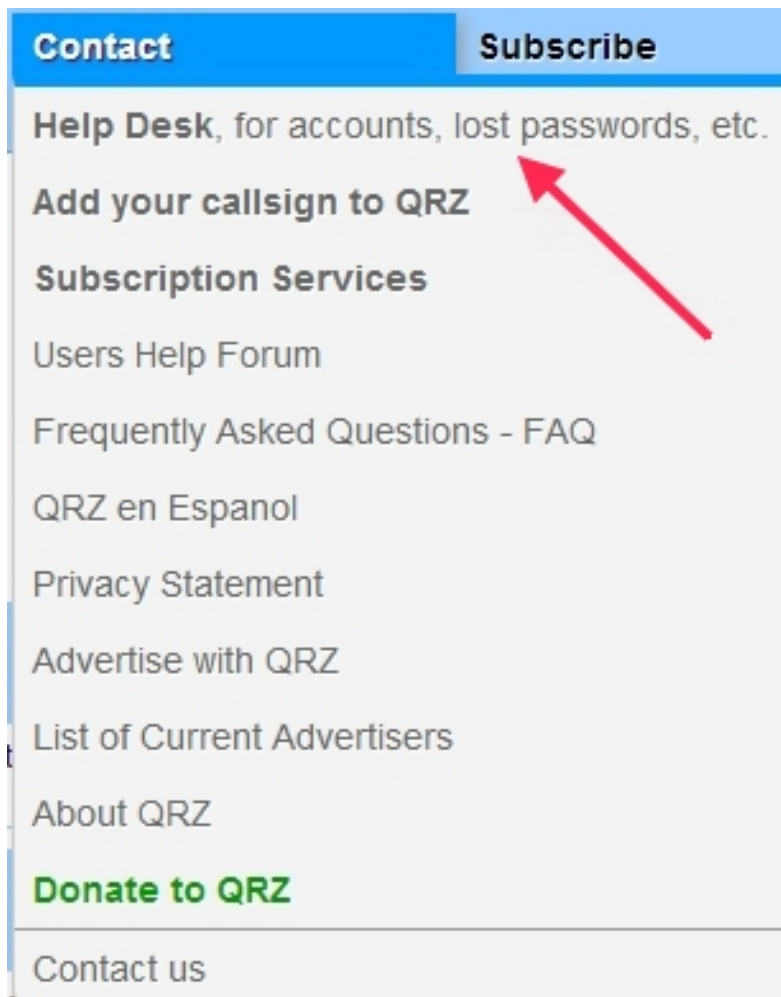 Contact Subscribe
Help Desk, for accounts, lost passwords, etc.
Add your callsign to QRZ
Subscription Services
Users Help Forum
Frequently Asked Questions - FAQ
QRZ en Espanol
Privacy Statement
Advertise with QRZ
List of Current Advertisers
t
About QRZ
Donate to QRZ
Contact us